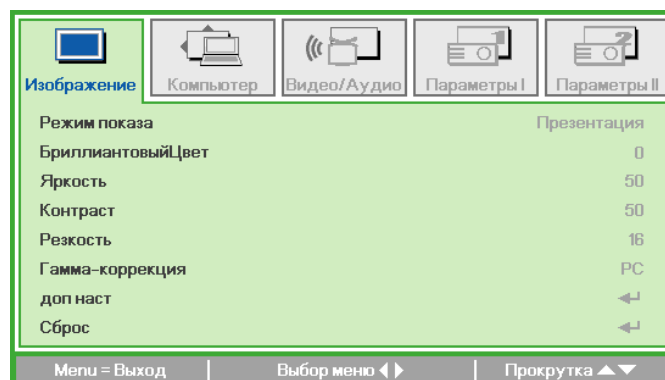 Изображение Компьютер Видео/Аудио Параметры I Параметры II
Режим показа Презентация
БриллиантовыйЦвет 0
Яркость 50
Контраст 50
Резкость 16
Гамма-коррекция PC
доп наст
Сброс
Menu = Выход Выбор меню Прокрутка